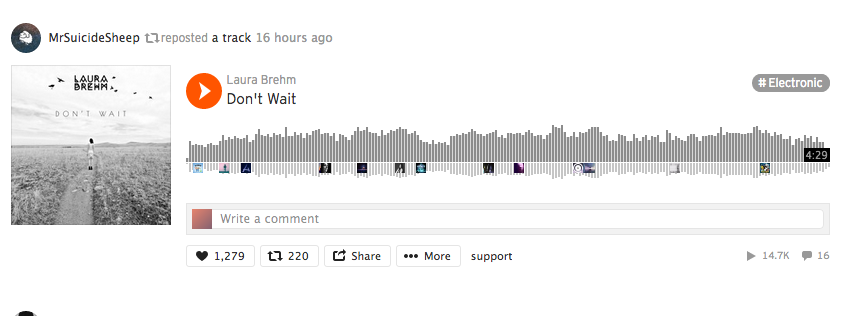 MrSuicideSheep reposted a track 16 hours ago
LAURA
BREHM
DON'T WAIT
Laura Brehm
# Electronic
Don't Wait
4:29
Write a comment
1,279
220
Share
More
support
14.7K
16